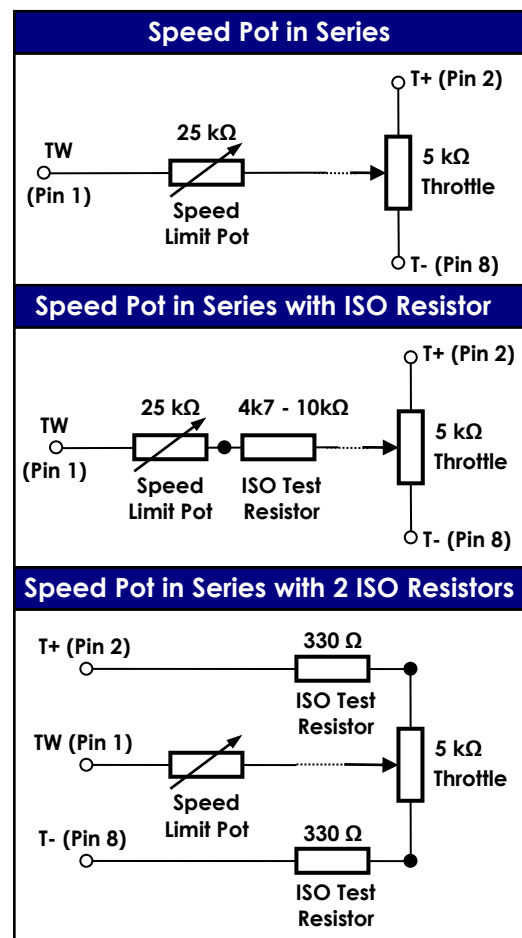 Speed Pot in Series
T+ (Pin 2)
25 kΩ
TW
(Pin 1)
5 kΩ
Throttle
Speed
Limit Pot
T- (Pin 8)
Speed Pot in Series with ISO Resistor
T+ (Pin 2)
25 kΩ
4k7 - 10kΩ
TW
(Pin 1)
5 kΩ
Throttle
Speed
Limit Pot
ISO Test
Resistor
T- (Pin 8)
Speed Pot in Series with 2 ISO Resistors
T+ (Pin 2)
330 Ω
ISO Test
Resistor
TW (Pin 1)
5 kΩ
Throttle
Speed
Limit Pot
T- (Pin 8)
330 Ω
ISO Test
Resistor